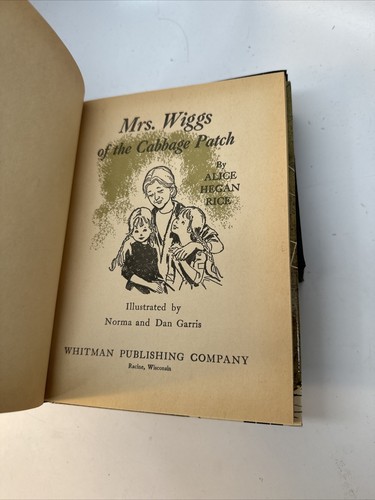 Mrs. Wiggs
of the Cabbage Patch
By
ALICE
HEGAN
RICE
Illustrated by
Norma and Dan Garris
WHITMAN PUBLISHING COMPANY
Racine, Wisconsin